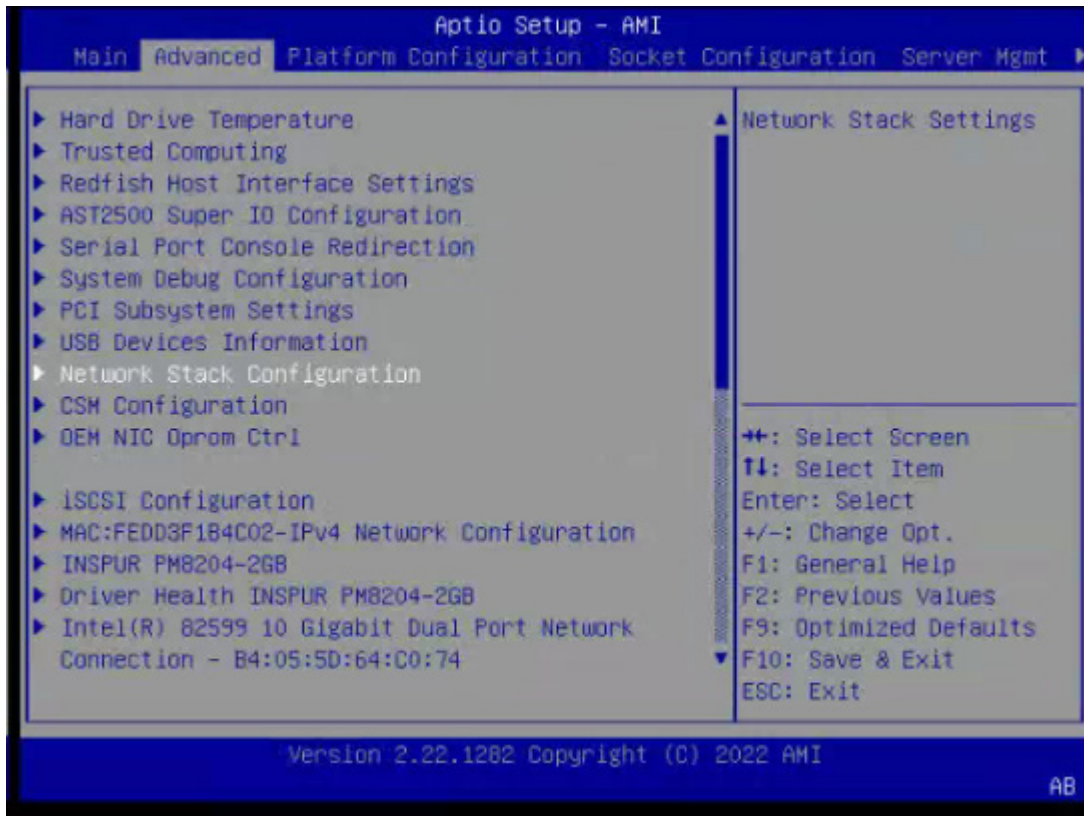 Aptio Setup – AMI
Main Advanced Platform Configuration Socket Configuration Server Mgmt
Hard Drive Temperature
Trusted Computing
Redfish Host Interface Settings
AST2500 Super IO Configuration
Serial Port Console Redirection
System Debug Configuration
PCI Subsystem Settings
USB Devices Information
Network Stack Configuration
CSM Configuration
OEM NIC Oprom Ctrl
iSCSI Configuration
MAC:FEDD3F1B4C02-IPv4 Network Configuration
INSPUR PM8204-2GB
Driver Health INSPUR PM8204-2GB
Intel(R) 82599 10 Gigabit Dual Port Network
Connection - B4:05:5D:64:C0:74
Network Stack Settings
→←: Select Screen
↑↓: Select Item
Enter: Select
+/-: Change Opt.
F1: General Help
F2: Previous Values
F9: Optimized Defaults
F10: Save & Exit
ESC: Exit
Version 2.22.1282 Copyright (C) 2022 AMI
AB